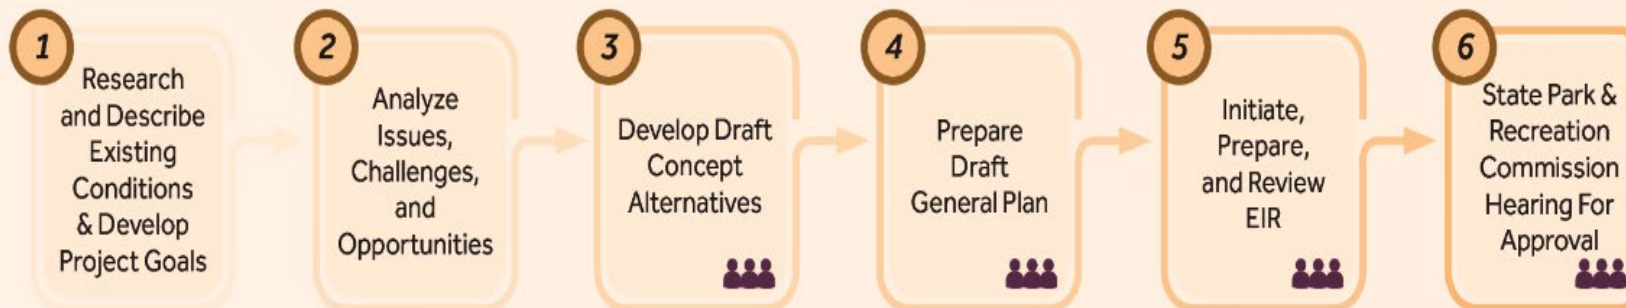 1
Research
and Describe
Existing
Conditions
& Develop
Project Goals
2
Analyze
Issues,
Challenges,
and
Opportunities
3
Develop Draft
Concept
Alternatives
4
Prepare
Draft
General Plan
5
Initiate,
Prepare,
and Review
EIR
6
State Park &
Recreation
Commission
Hearing For
Approval